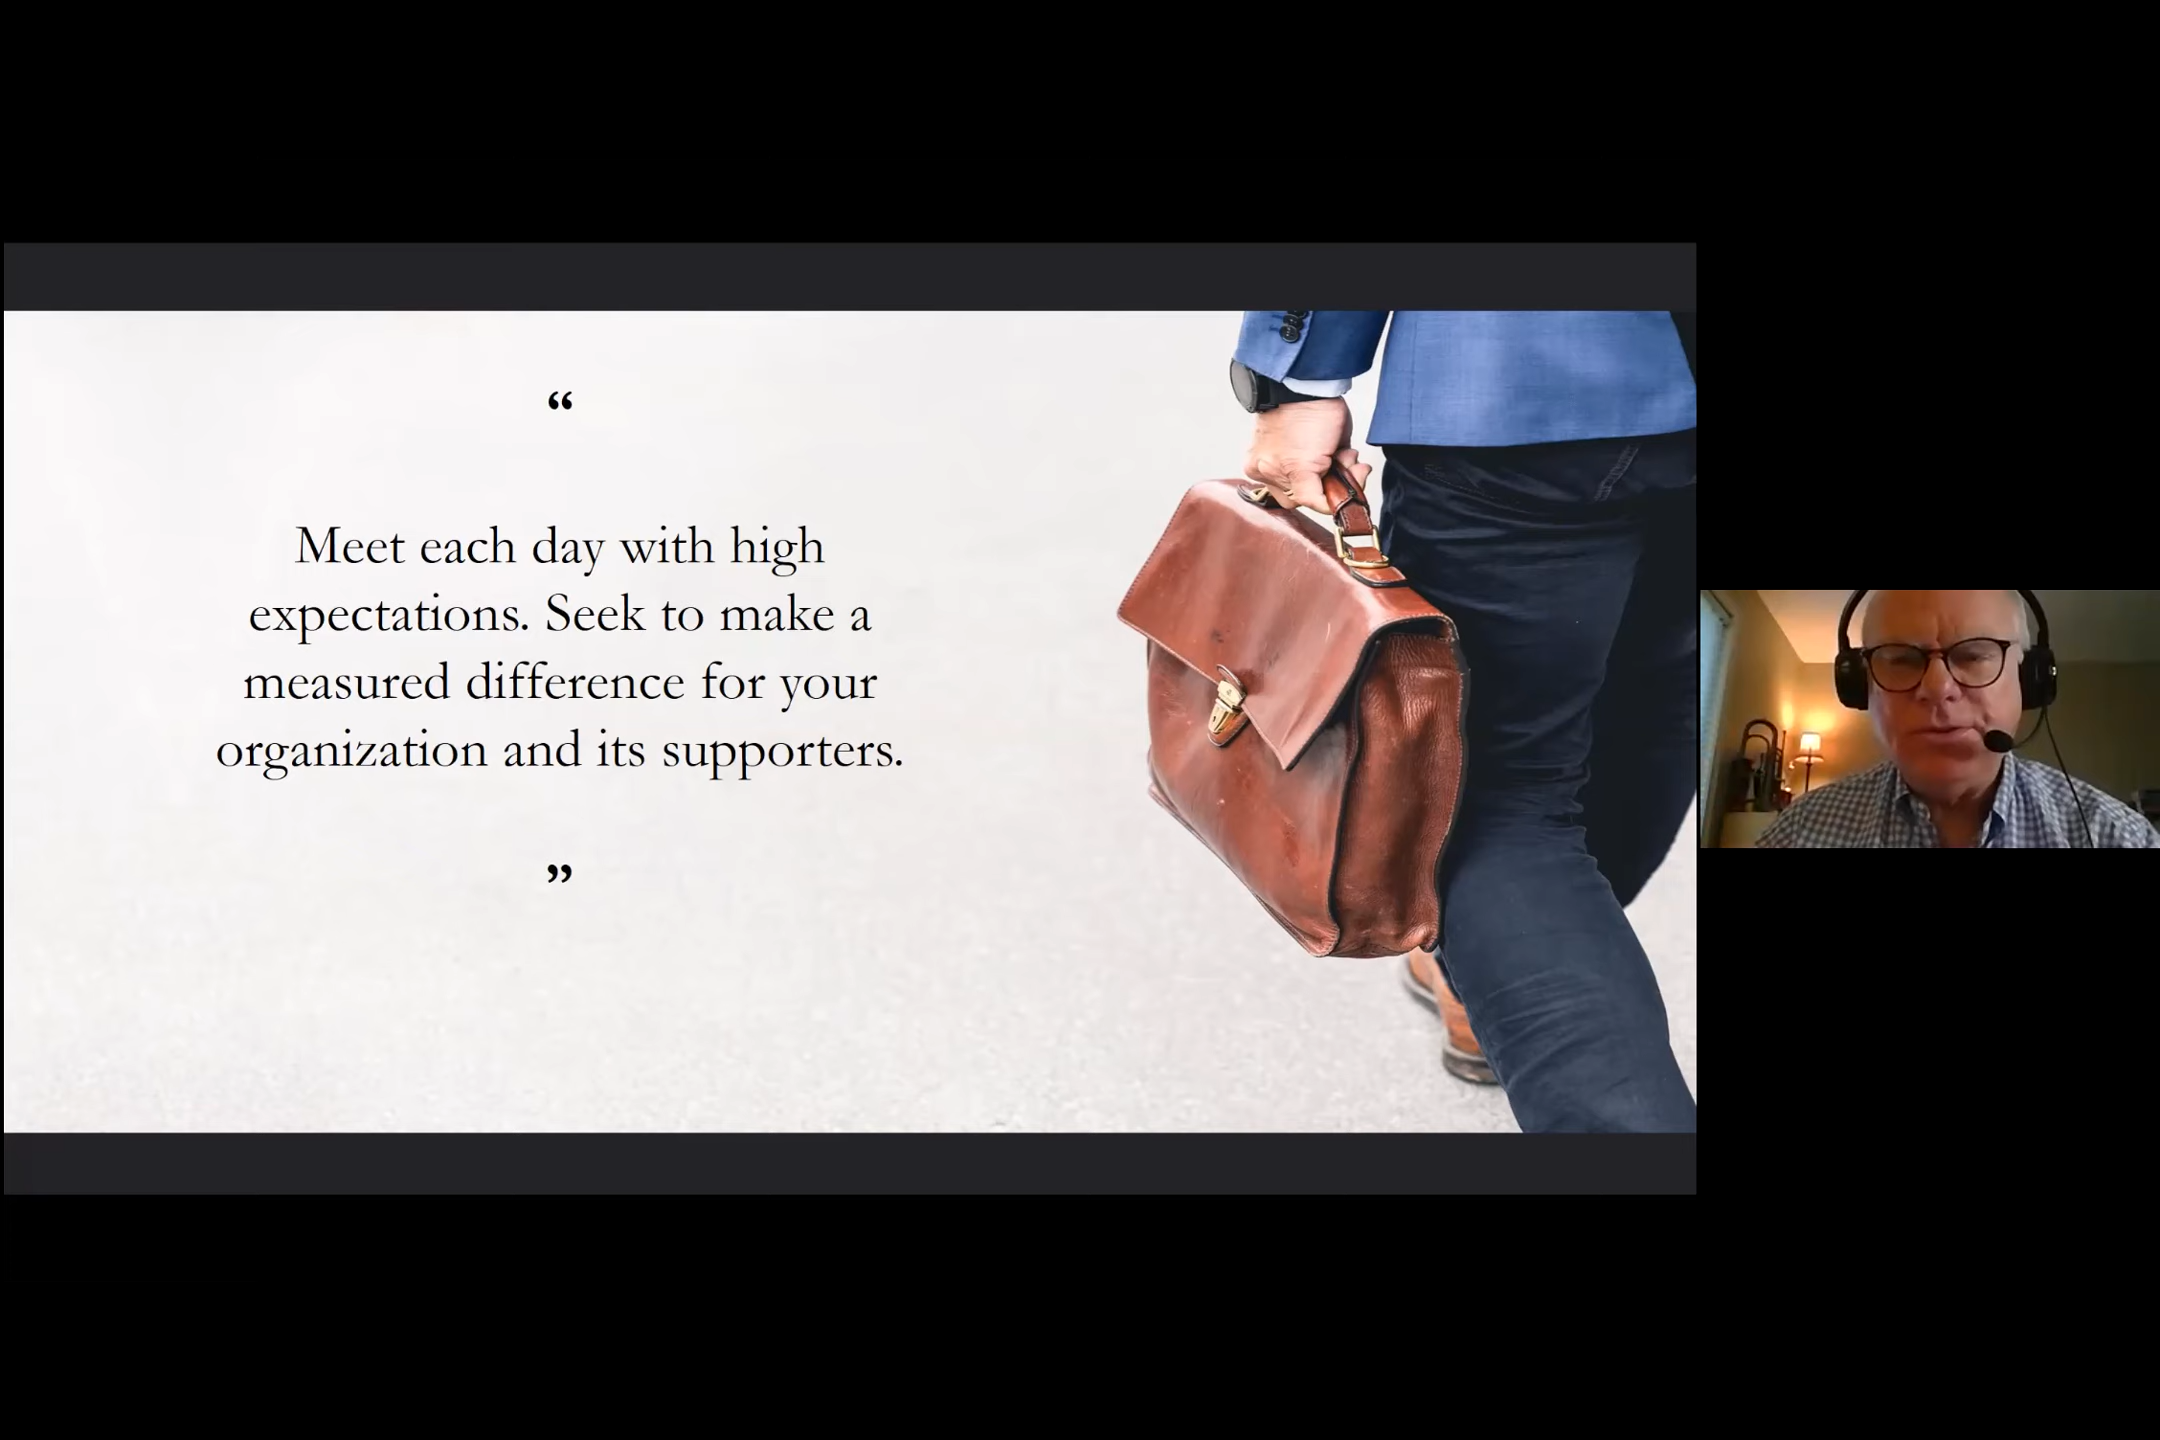 “
Meet each day with high
expectations. Seek to make a
measured difference for your
organization and its supporters.
”